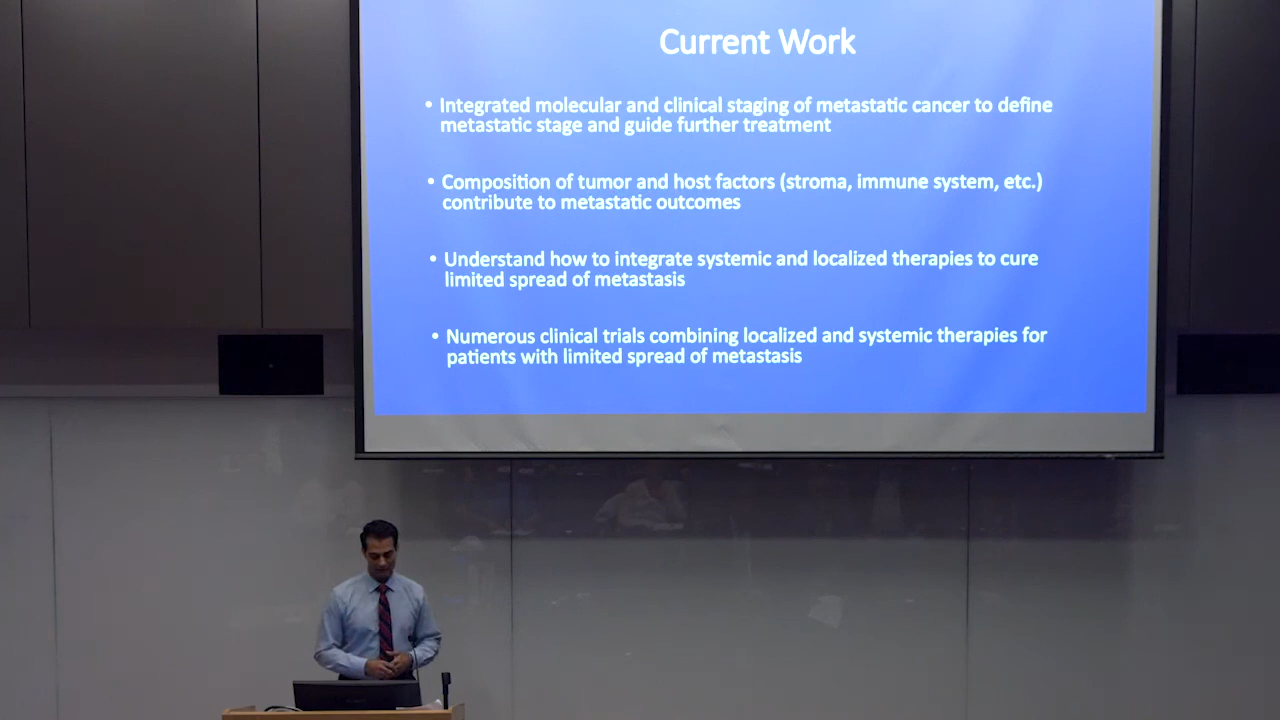 Current Work
• Integrated molecular and clinical staging of metastatic cancer to define
metastatic stage and guide further treatment
• Composition of tumor and host factors (stroma, immune system, etc.)
contribute to metastatic outcomes
• Understand how to integrate systemic and localized therapies to cure
limited spread of metastasis
• Numerous clinical trials combining localized and systemic therapies for
patients with limited spread of metastasis